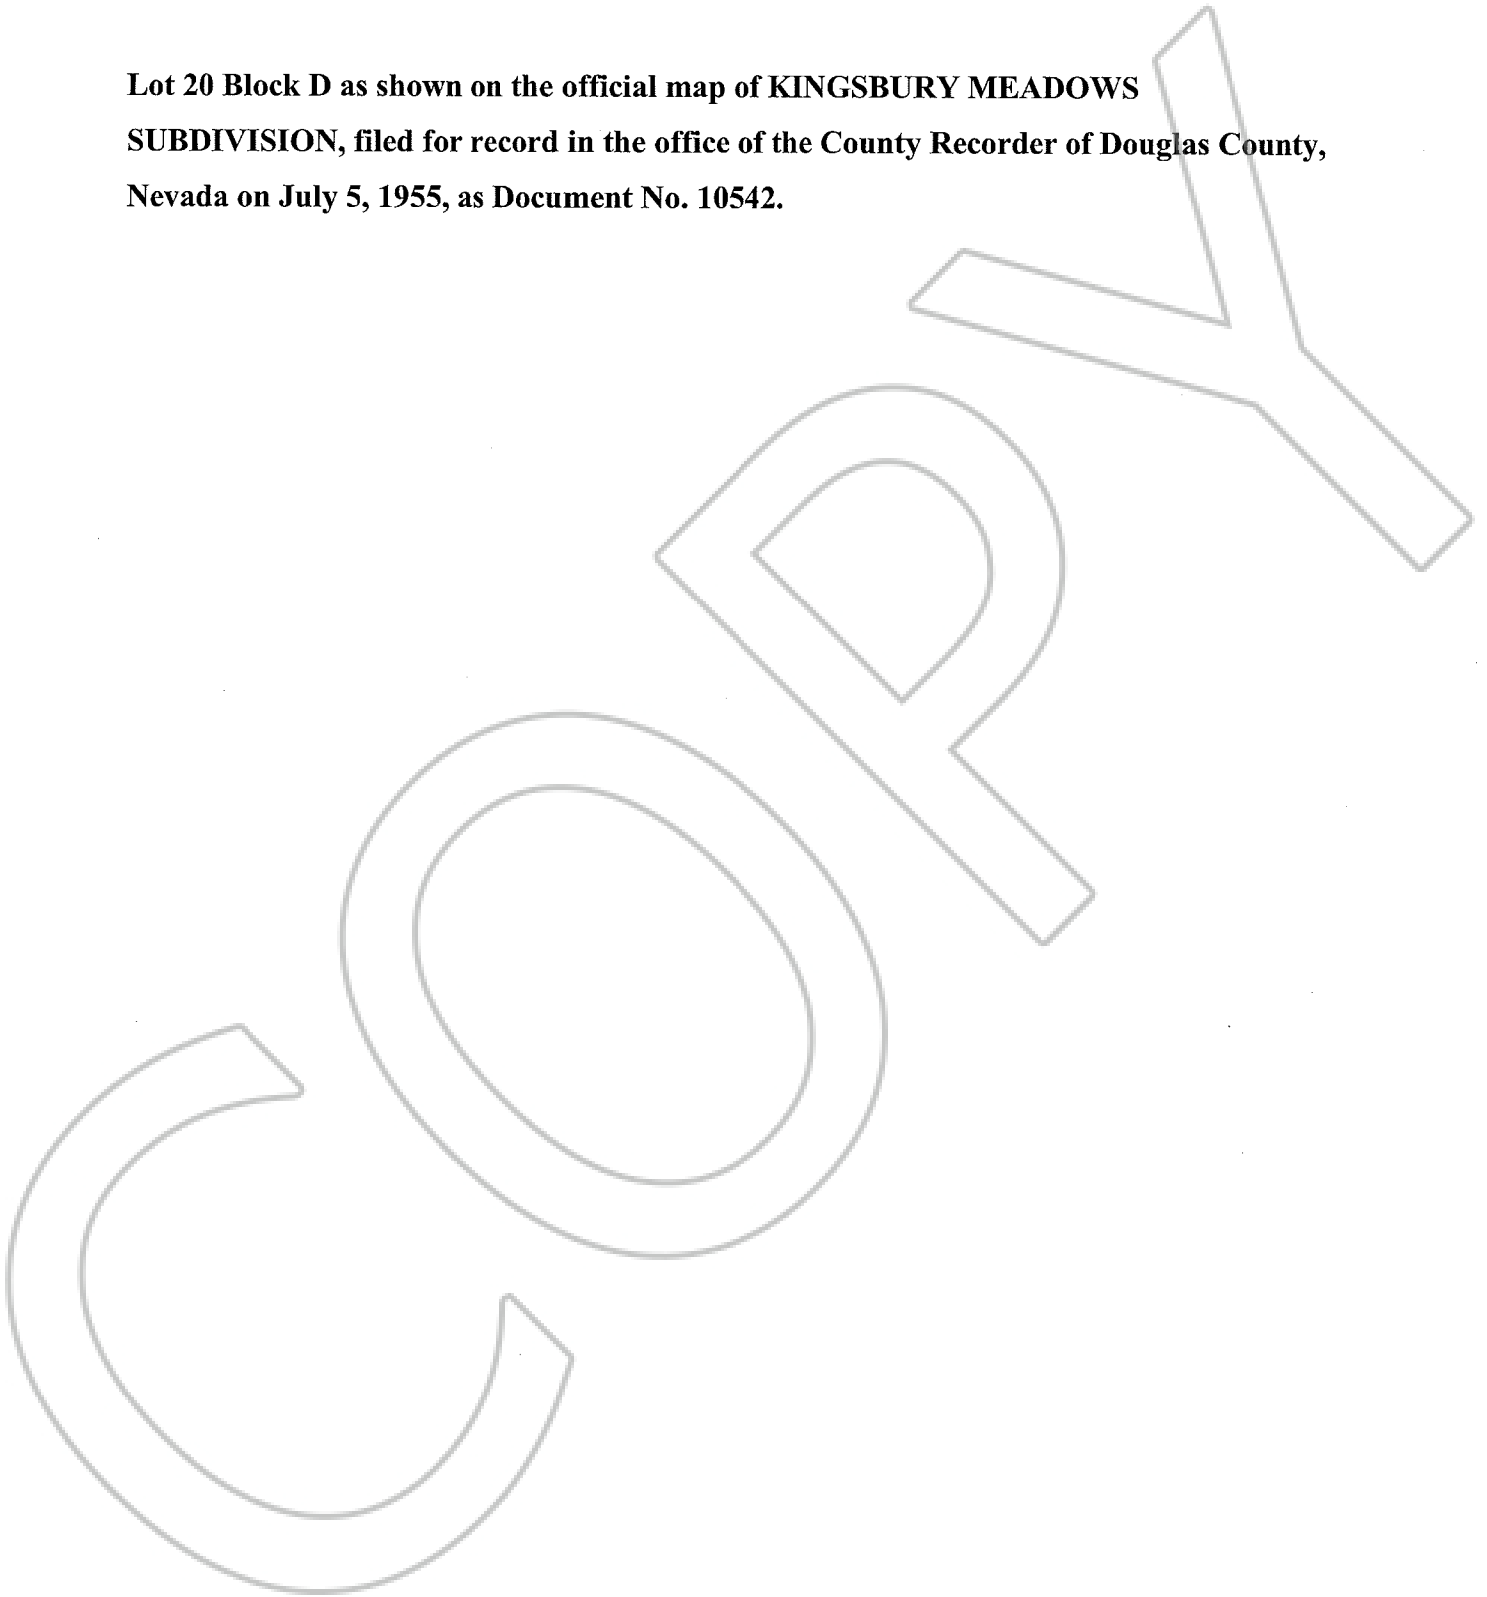 Lot 20 Block D as shown on the official map of KINGSBURY MEADOWS
SUBDIVISION, filed for record in the office of the County Recorder of Douglas County,
Nevada on July 5, 1955, as Document No. 10542.
COPY